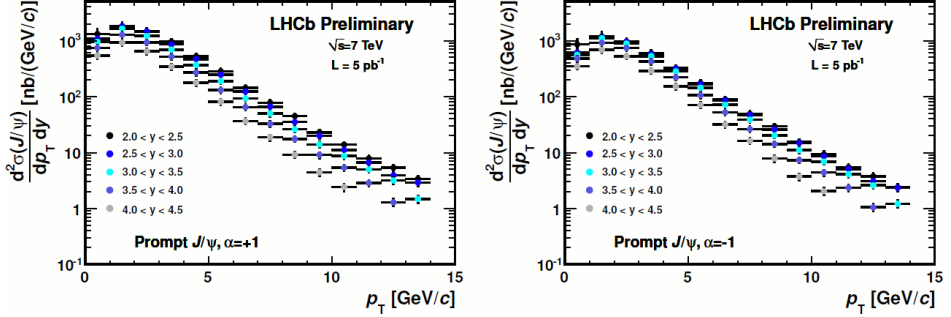 d²σ(J/ψ)/dp_T dy [nb/(GeV/c)]
10³
10²
10
1
10⁻¹
LHCb Preliminary
√s=7 TeV
L = 5 pb⁻¹
2.0 < y < 2.5
2.5 < y < 3.0
3.0 < y < 3.5
3.5 < y < 4.0
4.0 < y < 4.5
Prompt J/ψ, α=+1
0 5 10 15
p_T [GeV/c]
d²σ(J/ψ)/dp_T dy [nb/(GeV/c)]
10³
10²
10
1
10⁻¹
LHCb Preliminary
√s=7 TeV
L = 5 pb⁻¹
2.0 < y < 2.5
2.5 < y < 3.0
3.0 < y < 3.5
3.5 < y < 4.0
4.0 < y < 4.5
Prompt J/ψ, α=-1
0 5 10 15
p_T [GeV/c]